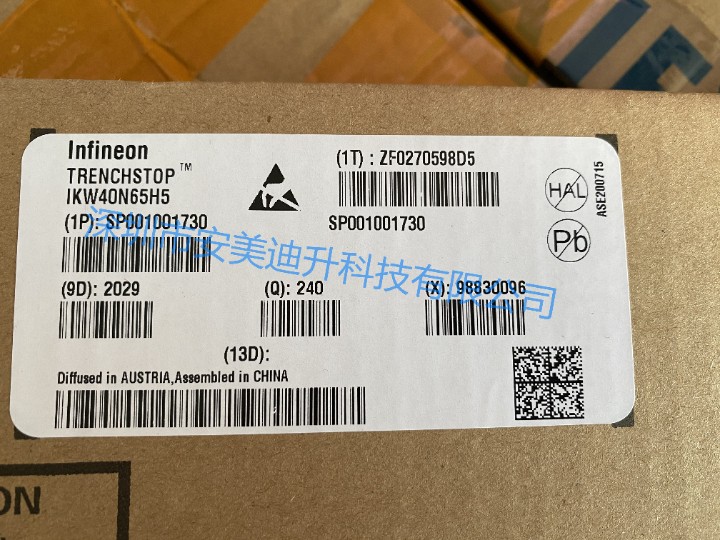 Infineon
TRENCHSTOP™
IKW40N65H5
(1P): SP001001730
(1T) : ZF0270598D5
SP001001730
HAL
Pb
ASE200715
深圳市安美迪升科技有限公司
(9D): 2029
(Q): 240
(X): 98830096
(13D):
Diffused in AUSTRIA,Assembled in CHINA